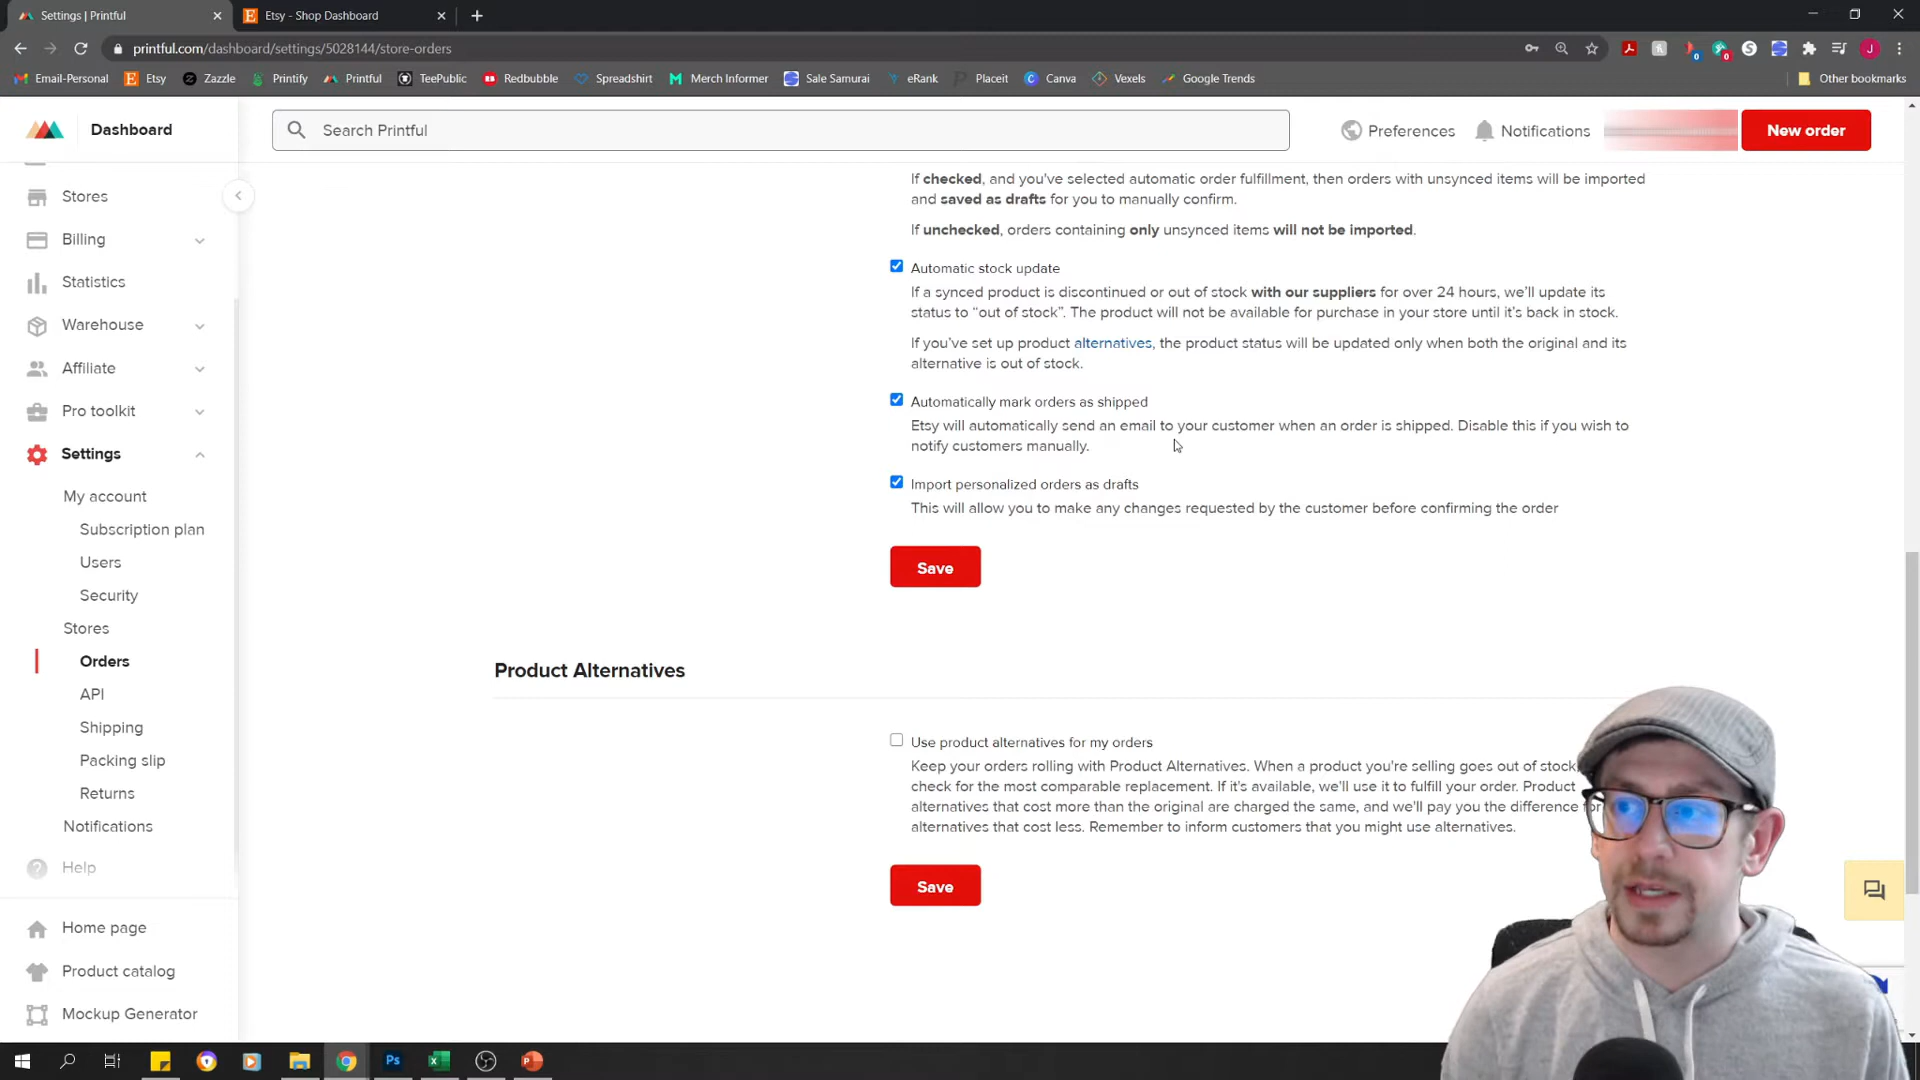 Settings | Printful
Etsy - Shop Dashboard
printful.com/dashboard/settings/5028144/store-orders
Email-Personal
Etsy
Zazzle
Printify
Printful
TeePublic
Redbubble
Spreadshirt
Merch Informer
Sale Samurai
eRank
Placeit
Canva
Vexels
Google Trends
Other bookmarks
Dashboard
Search Printful
Preferences
Notifications
New order
Stores
Billing
Statistics
Warehouse
Affiliate
Pro toolkit
Settings
My account
Subscription plan
Users
Security
Stores
Orders
API
Shipping
Packing slip
Returns
Notifications
Help
Home page
Product catalog
Mockup Generator
If checked, and you've selected automatic order fulfillment, then orders with unsynced items will be imported
and saved as drafts for you to manually confirm.
If unchecked, orders containing only unsynced items will not be imported.
Automatic stock update
If a synced product is discontinued or out of stock with our suppliers for over 24 hours, we’ll update its
status to “out of stock”. The product will not be available for purchase in your store until it’s back in stock.
If you’ve set up product alternatives, the product status will be updated only when both the original and its
alternative is out of stock.
Automatically mark orders as shipped
Etsy will automatically send an email to your customer when an order is shipped. Disable this if you wish to
notify customers manually.
Import personalized orders as drafts
This will allow you to make any changes requested by the customer before confirming the order
Save
Product Alternatives
Use product alternatives for my orders
Keep your orders rolling with Product Alternatives. When a product you're selling goes out of stock,
check for the most comparable replacement. If it's available, we'll use it to fulfill your order. Product
alternatives that cost more than the original are charged the same, and we'll pay you the difference for
alternatives that cost less. Remember to inform customers that you might use alternatives.
Save